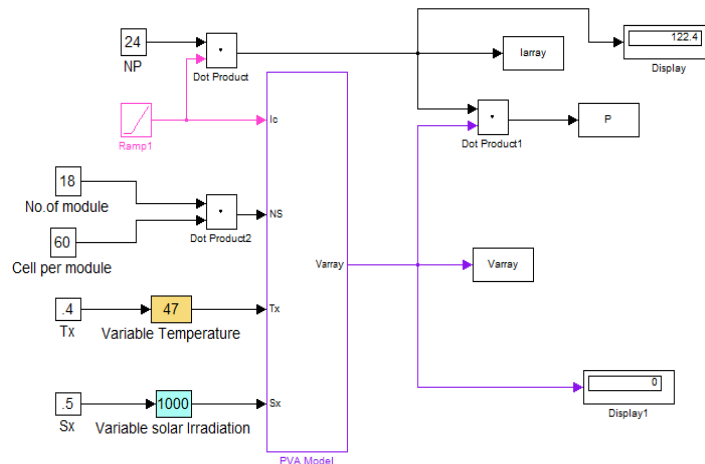 24
NP
Dot Product
Iarray
122.4
Display
Ramp1
Ic
Dot Product1
P
18
No.of module
NS
60
Dot Product2
Cell per module
Varray
Varray
.4
Tx
47
Variable Temperature
Tx
.5
Sx
1000
Variable solar Irradiation
Sx
0
Display1
PVA Model